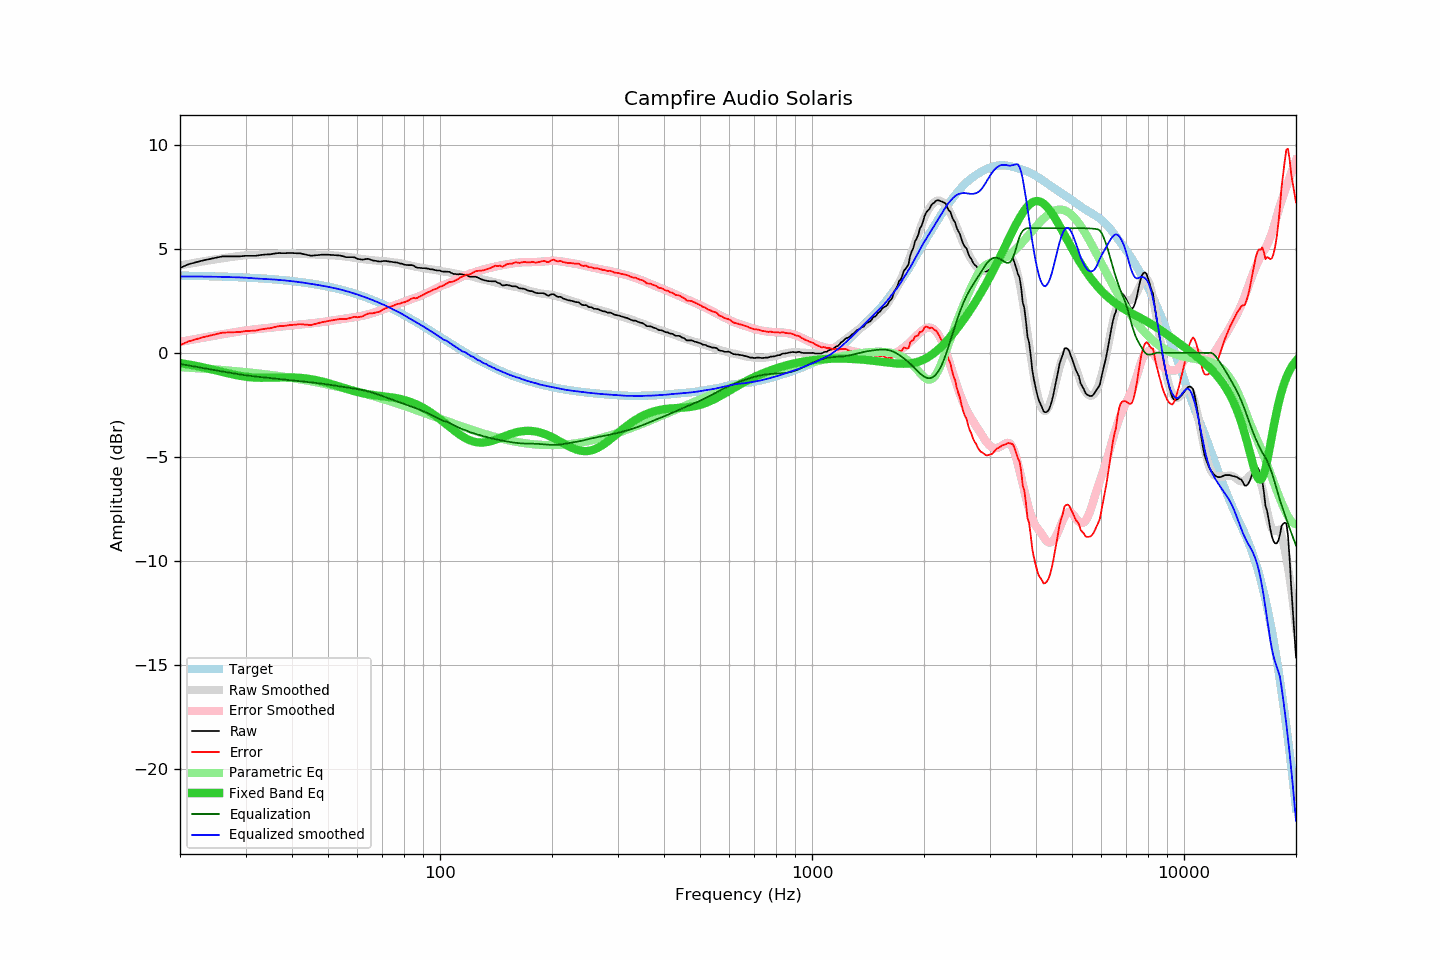 Campfire Audio Solaris
10
5
0
−5
−10
−15
−20
Amplitude (dBr)
Target
Raw Smoothed
Error Smoothed
Raw
Error
Parametric Eq
Fixed Band Eq
Equalization
Equalized smoothed
100
1000
10000
Frequency (Hz)